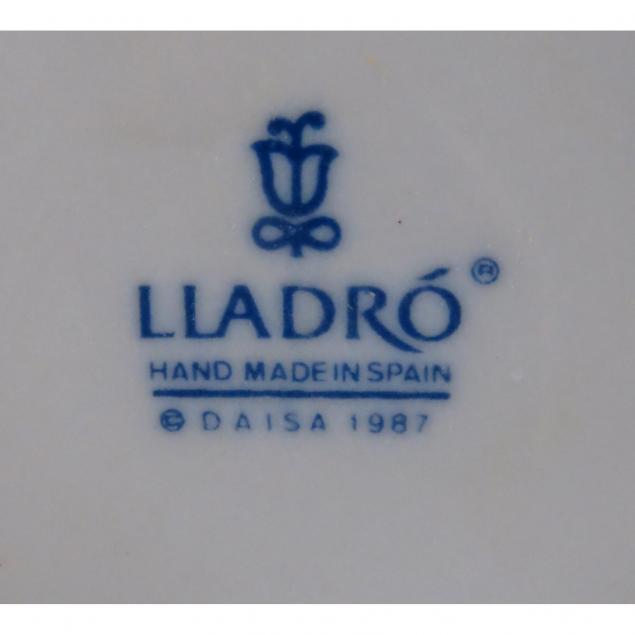 LLADRÓ ®
HAND MADE IN SPAIN
© DAISA 1987